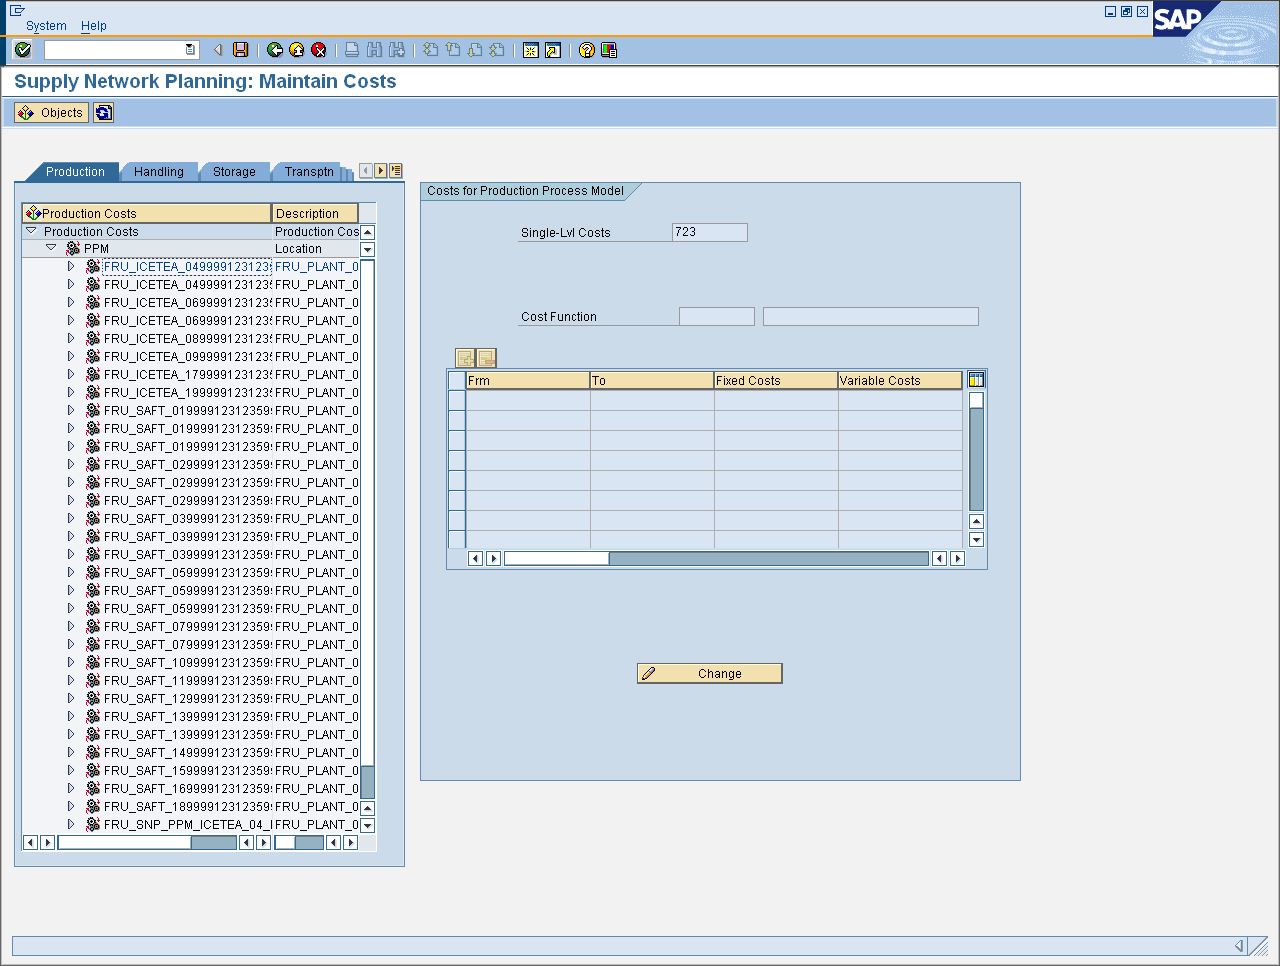 System Help
SAP
Supply Network Planning: Maintain Costs
Objects
Production Handling Storage Transptn
Production Costs Description
Production Costs Production Cos
PPM Location
FRU_ICETEA_049999123123 FRU_PLANT_0
FRU_ICETEA_049999123123 FRU_PLANT_0
FRU_ICETEA_069999123123 FRU_PLANT_0
FRU_ICETEA_069999123123 FRU_PLANT_0
FRU_ICETEA_089999123123 FRU_PLANT_0
FRU_ICETEA_099999123123 FRU_PLANT_0
FRU_ICETEA_179999123123 FRU_PLANT_0
FRU_ICETEA_199999123123 FRU_PLANT_0
FRU_SAFT_01999912312359 FRU_PLANT_0
FRU_SAFT_01999912312359 FRU_PLANT_0
FRU_SAFT_01999912312359 FRU_PLANT_0
FRU_SAFT_02999912312359 FRU_PLANT_0
FRU_SAFT_02999912312359 FRU_PLANT_0
FRU_SAFT_02999912312359 FRU_PLANT_0
FRU_SAFT_03999912312359 FRU_PLANT_0
FRU_SAFT_03999912312359 FRU_PLANT_0
FRU_SAFT_03999912312359 FRU_PLANT_0
FRU_SAFT_05999912312359 FRU_PLANT_0
FRU_SAFT_05999912312359 FRU_PLANT_0
FRU_SAFT_05999912312359 FRU_PLANT_0
FRU_SAFT_07999912312359 FRU_PLANT_0
FRU_SAFT_07999912312359 FRU_PLANT_0
FRU_SAFT_10999912312359 FRU_PLANT_0
FRU_SAFT_11999912312359 FRU_PLANT_0
FRU_SAFT_12999912312359 FRU_PLANT_0
FRU_SAFT_13999912312359 FRU_PLANT_0
FRU_SAFT_13999912312359 FRU_PLANT_0
FRU_SAFT_14999912312359 FRU_PLANT_0
FRU_SAFT_15999912312359 FRU_PLANT_0
FRU_SAFT_16999912312359 FRU_PLANT_0
FRU_SAFT_18999912312359 FRU_PLANT_0
FRU_SNP_PPM_ICETEA_04_ FRU_PLANT_0
Costs for Production Process Model
Single-Lvl Costs 723
Cost Function
Frm To Fixed Costs Variable Costs
Change